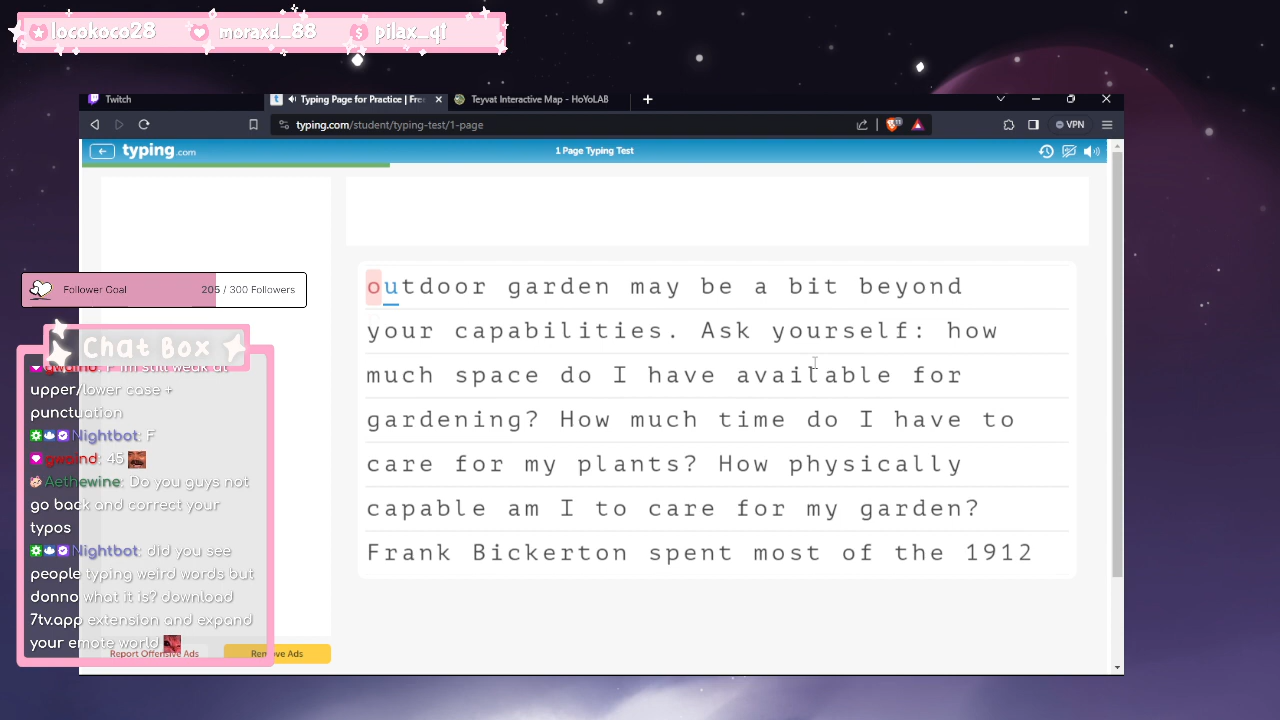 locokoco28 moraxd_88 pilax_qt
Twitch
Typing Page for Practice | Fre
Teyvat Interactive Map - HoYoLAB
typing.com/student/typing-test/1-page
11
VPN
typing.com
1 Page Typing Test
outdoor garden may be a bit beyond
your capabilities. Ask yourself: how
much space do I have available for
gardening? How much time do I have to
care for my plants? How physically
capable am I to care for my garden?
Frank Bickerton spent most of the 1912
Follower Goal 205 / 300 Followers
Chat Box
gwaind: F im still weak at
upper/lower case +
punctuation
Nightbot: F
gwaind: 45
Aethewine: Do you guys not
go back and correct your
typos
Nightbot: did you see
people typing weird words but
donno what it is? download
7tv.app extension and expand
your emote world
Report Offensive Ads
Remove Ads